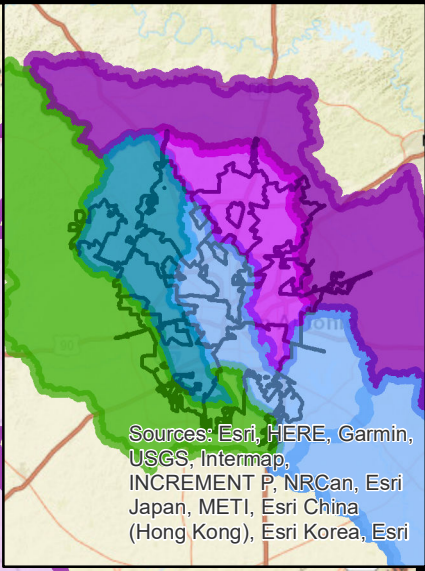 Sources: Esri, HERE, Garmin,
USGS, Intermap,
INCREMENT P, NRCan, Esri
Japan, METI, Esri China
(Hong Kong), Esri Korea, Esri